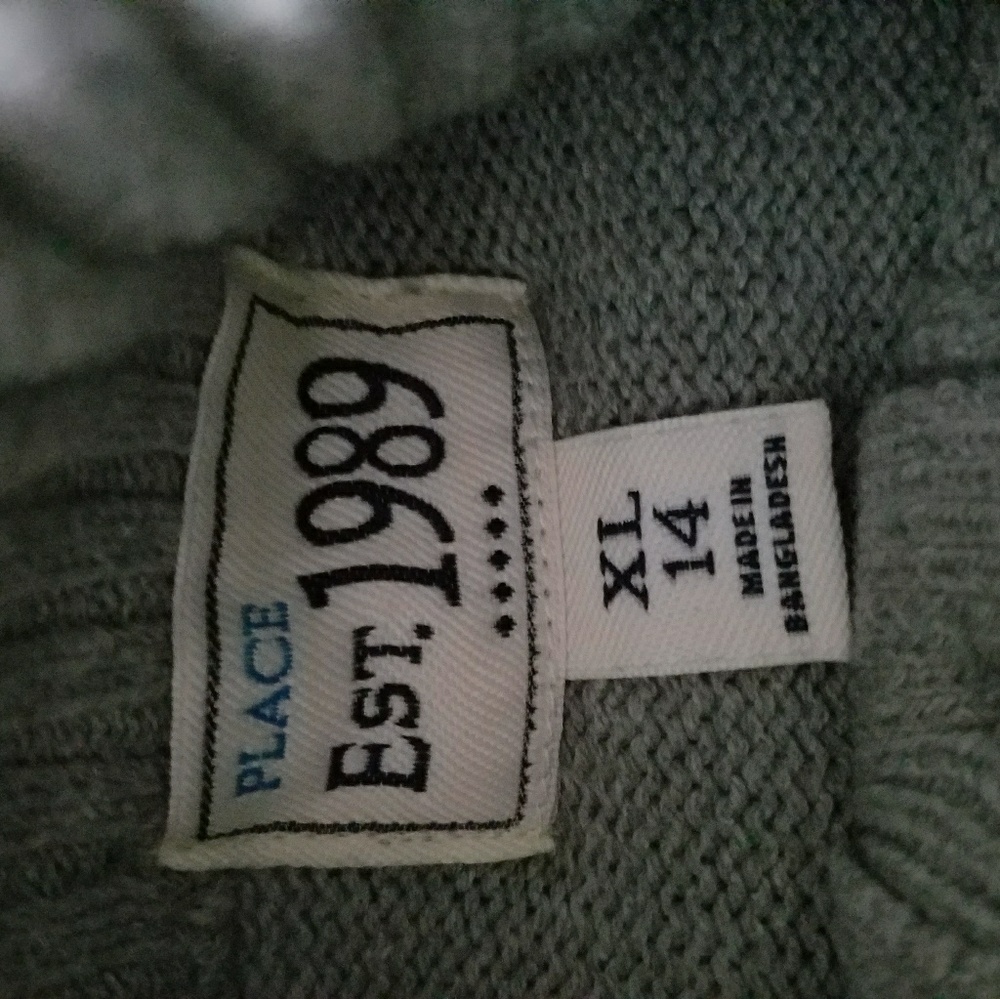 PLACE
EST. 1989
XL
14
MADE IN
BANGLADESH